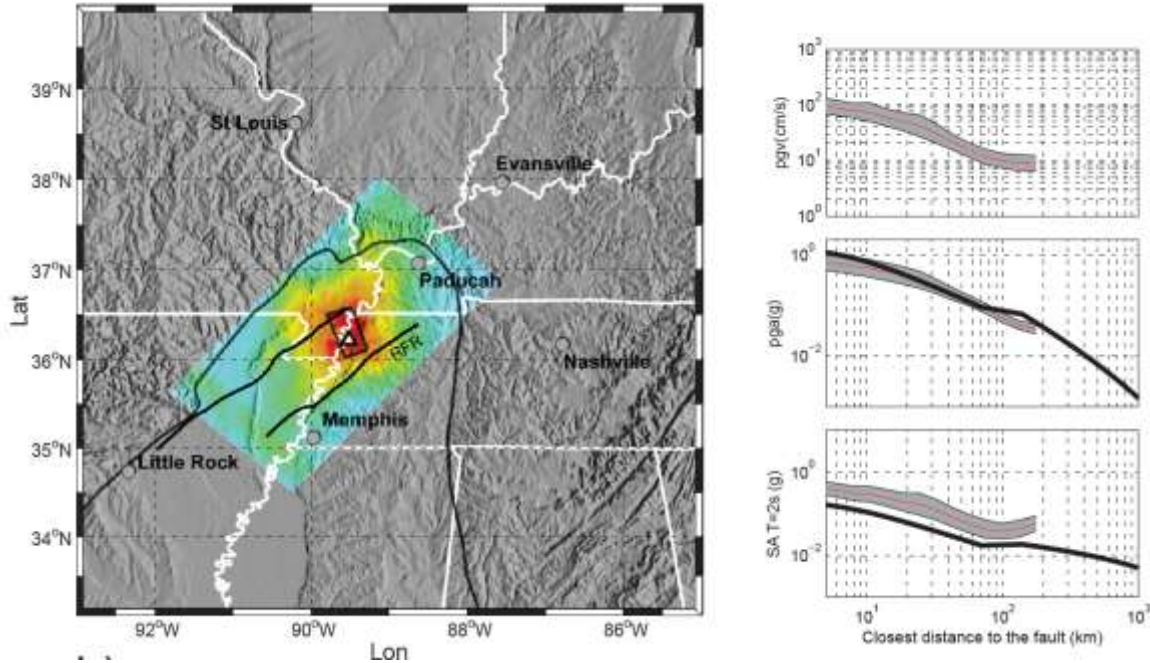 39°N
38°N
37°N
36°N
35°N
34°N
Lat
St Louis
Evansville
Paducah
RFR
Nashville
Memphis
Little Rock
92°W
90°W
88°W
86°W
Lon
10³
10²
10¹
10⁰
pgv(cm/s)
10⁰
10⁻²
pga(g)
10⁰
10⁻²
SA T=2s (g)
10¹
10²
10³
Closest distance to the fault (km)